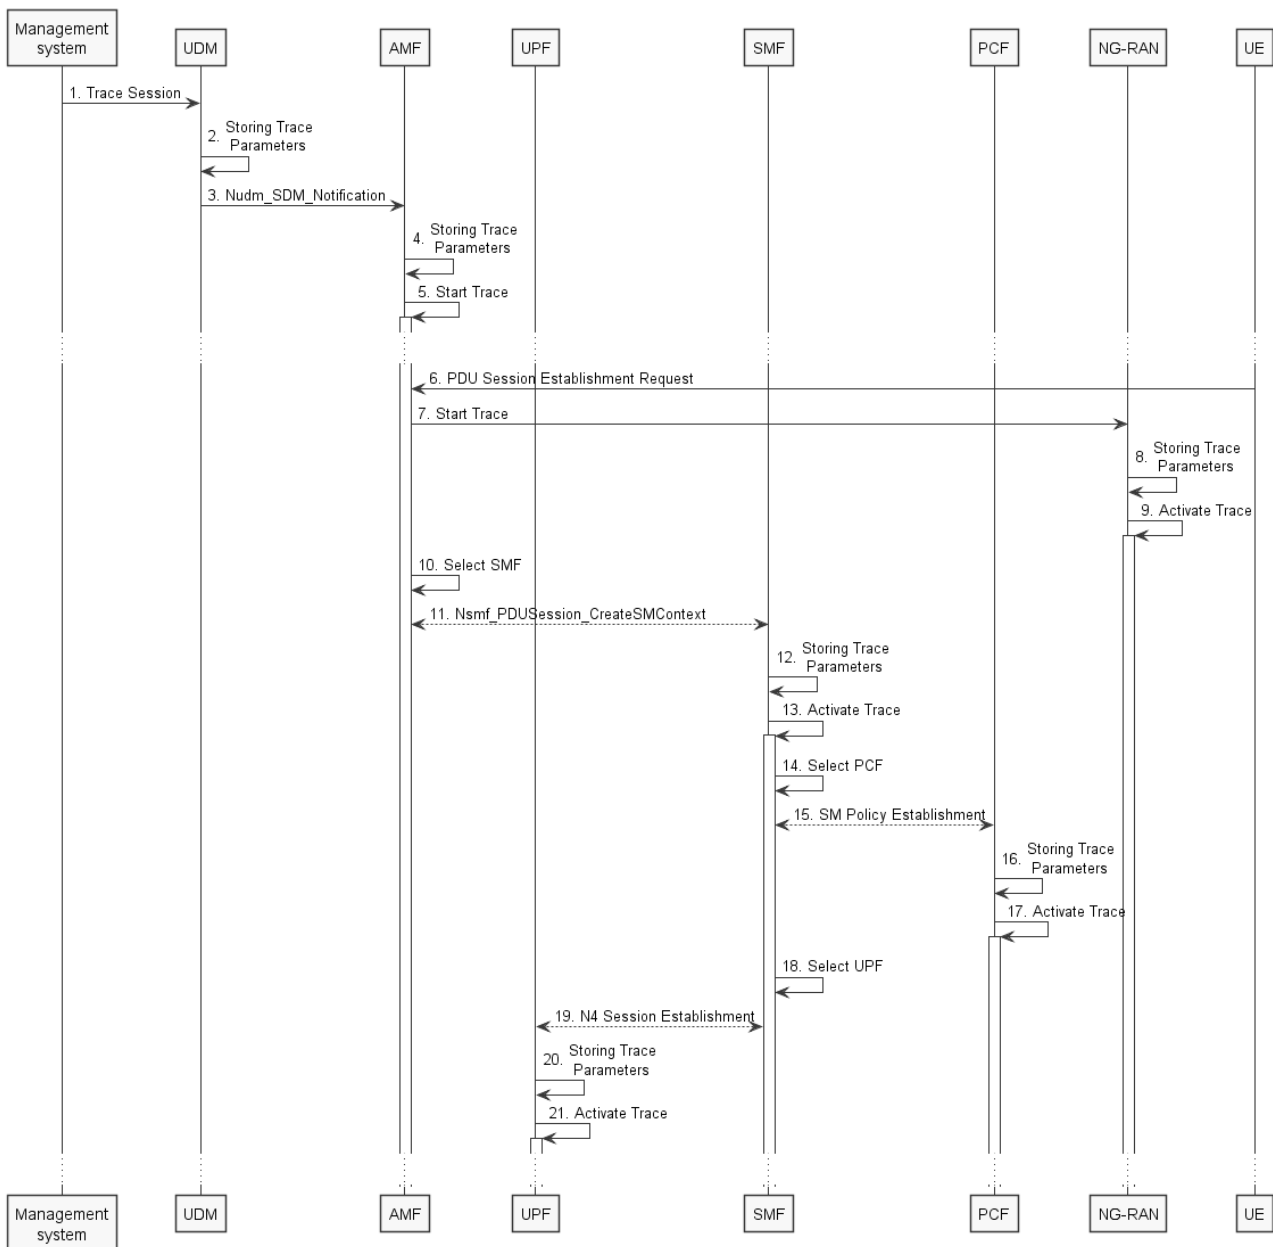 Management
system
UDM
AMF
UPF
SMF
PCF
NG-RAN
UE
1. Trace Session
2. Storing Trace
Parameters
3. Nudm_SDM_Notification
4. Storing Trace
Parameters
5. Start Trace
6. PDU Session Establishment Request
7. Start Trace
8. Storing Trace
Parameters
9. Activate Trace
10. Select SMF
11. Nsmf_PDUSession_CreateSMContext
12. Storing Trace
Parameters
13. Activate Trace
14. Select PCF
15. SM Policy Establishment
16. Storing Trace
Parameters
17. Activate Trace
18. Select UPF
19. N4 Session Establishment
20. Storing Trace
Parameters
21. Activate Trace
Management
system
UDM
AMF
UPF
SMF
PCF
NG-RAN
UE